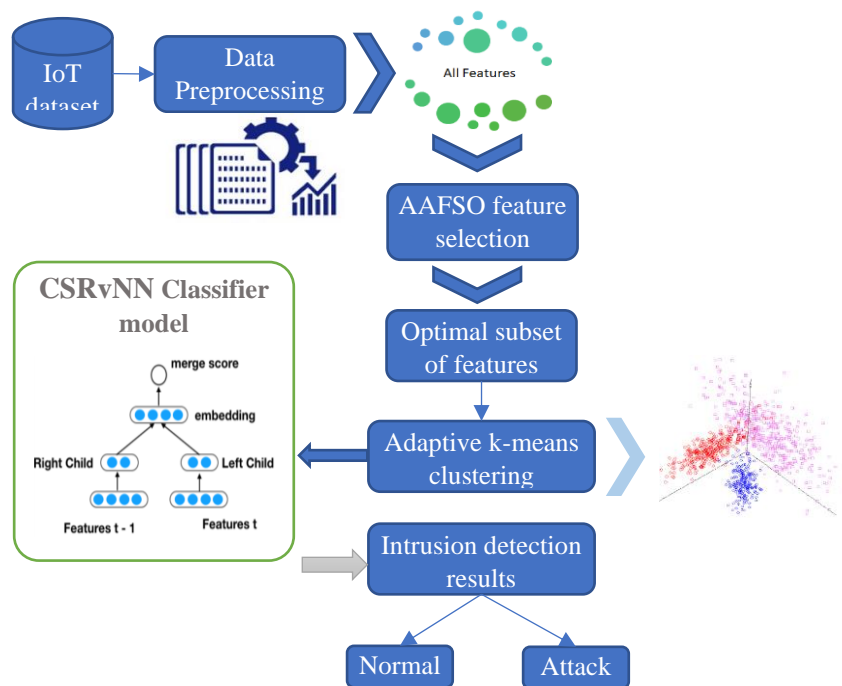 IoT
dataset
Data
Preprocessing
All Features
AAFSO feature
selection
CSRvNN Classifier
model
merge score
embedding
Right Child
Left Child
Features t - 1
Features t
Optimal subset
of features
Adaptive k-means
clustering
Intrusion detection
results
Normal
Attack